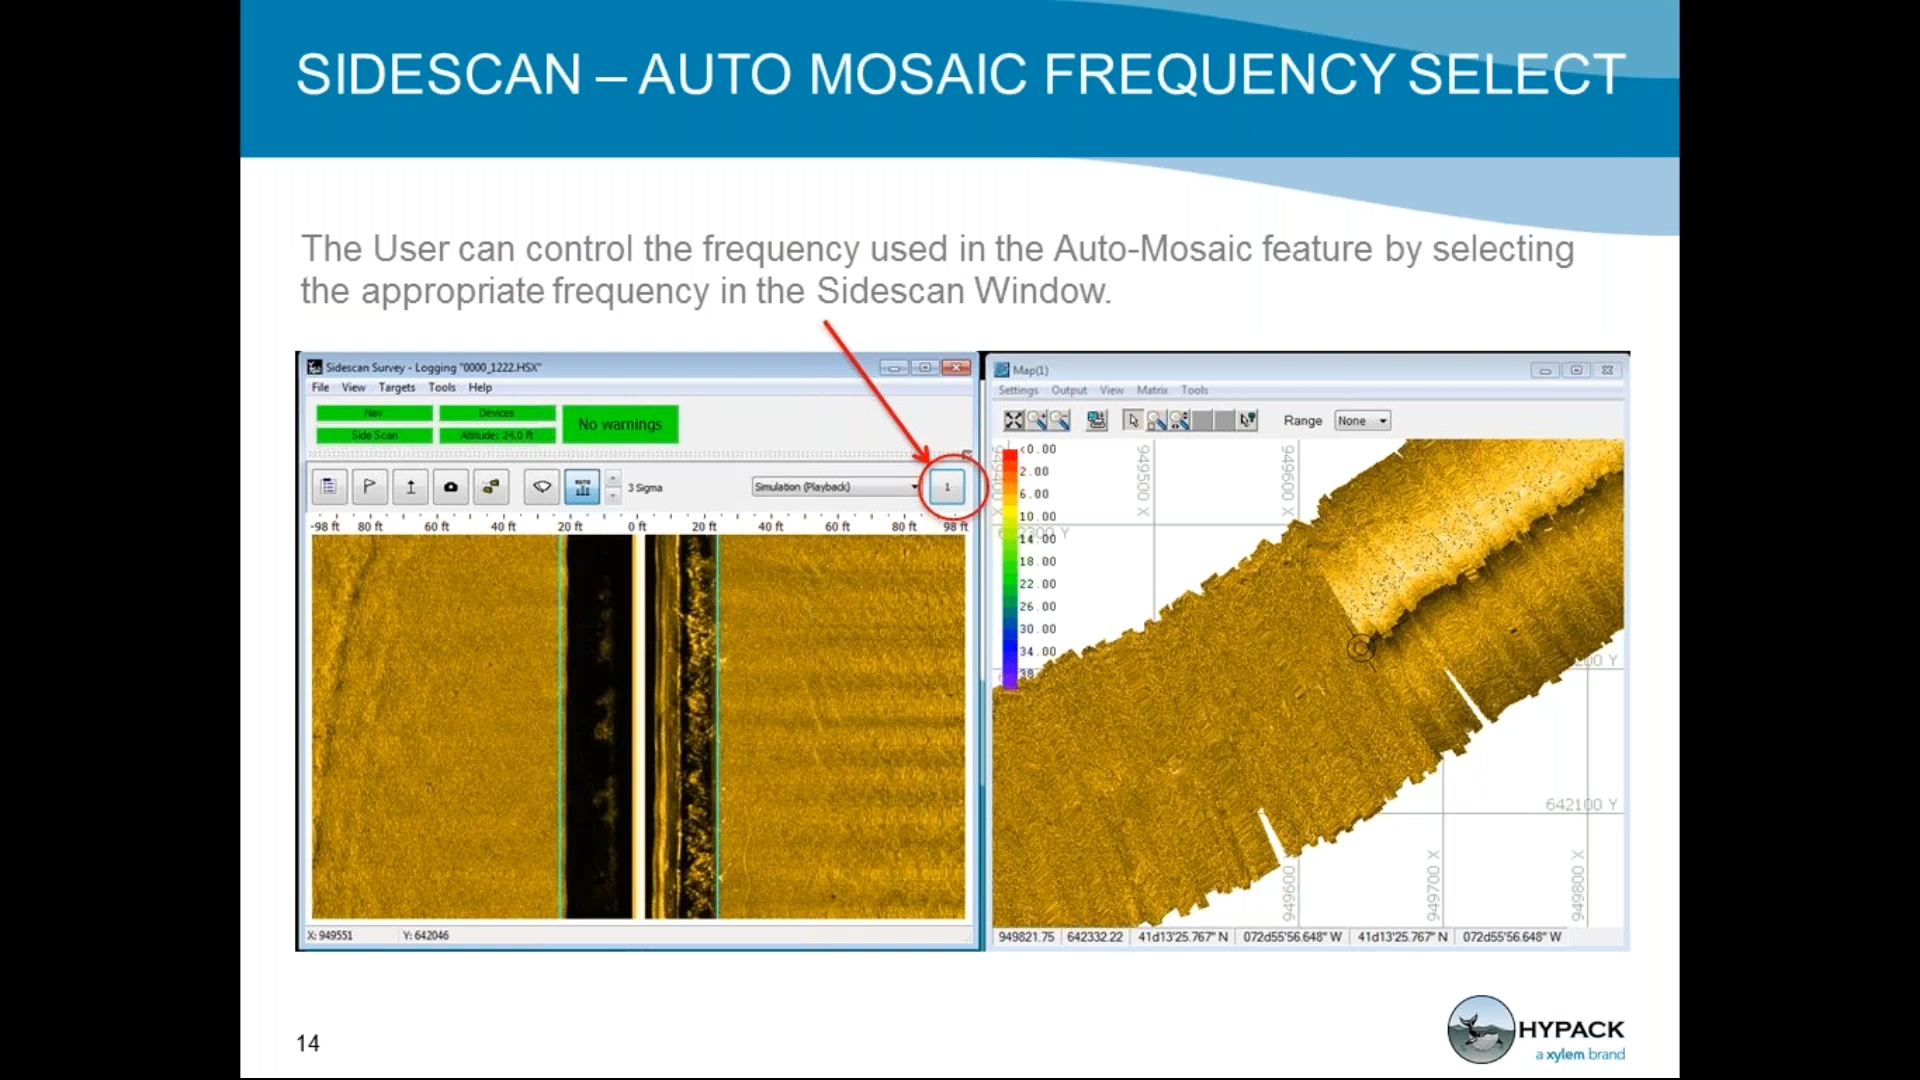 SIDESCAN – AUTO MOSAIC FREQUENCY SELECT
The User can control the frequency used in the Auto-Mosaic feature by selecting
the appropriate frequency in the Sidescan Window.
Sidescan Survey - Logging "0000_1222.HSX"
File View Targets Tools Help
Nav Devices
No warnings
Side Scan Altitude: 24.0 ft
AUTO 3 Sigma Simulation (Playback) 1
-98 ft 80 ft 60 ft 40 ft 20 ft 0 ft 20 ft 40 ft 60 ft 80 ft 98 ft
X: 949551 Y: 642046
Map(1)
Settings Output View Matrix Tools
Range None
<0.00
2.00
6.00
10.00
14.00
18.00
22.00
26.00
30.00
34.00
38.
949500 X
949600 X
642100 Y
949600 X
949700 X
949800 X
949821.75 642332.22 41d13'25.767" N 072d55'56.648" W 41d13'25.767" N 072d55'56.648" W
14
HYPACK
a xylem brand